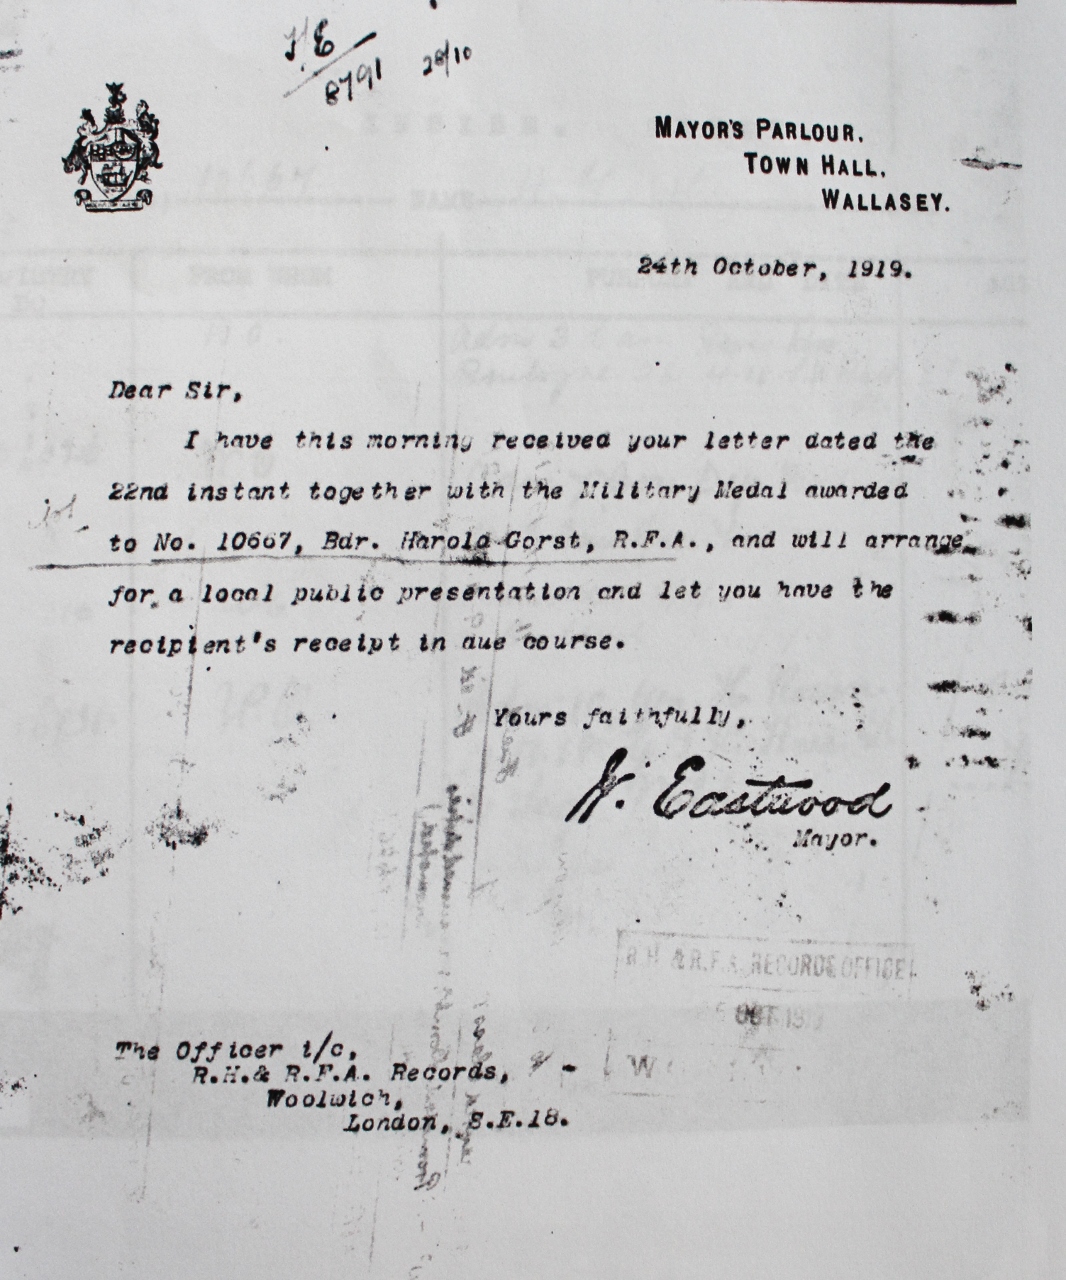 8791 28/10
MAYOR'S PARLOUR.
TOWN HALL,
WALLASEY.
24th October, 1919.
Dear Sir,
I have this morning received your letter dated the
22nd instant together with the Military Medal awarded
to No. 10667, Bdr. Harold Gorst, R.F.A., and will arrange
for a local public presentation and let you have the
recipient's receipt in due course.
Yours faithfully,
W. Eastwood
Mayor.
R.H & R.F.A. RECORDS OFFICE
OCT 191
The Officer i/c,
R.H.& R.F.A. Records,
Woolwich,
London, S.E.18.